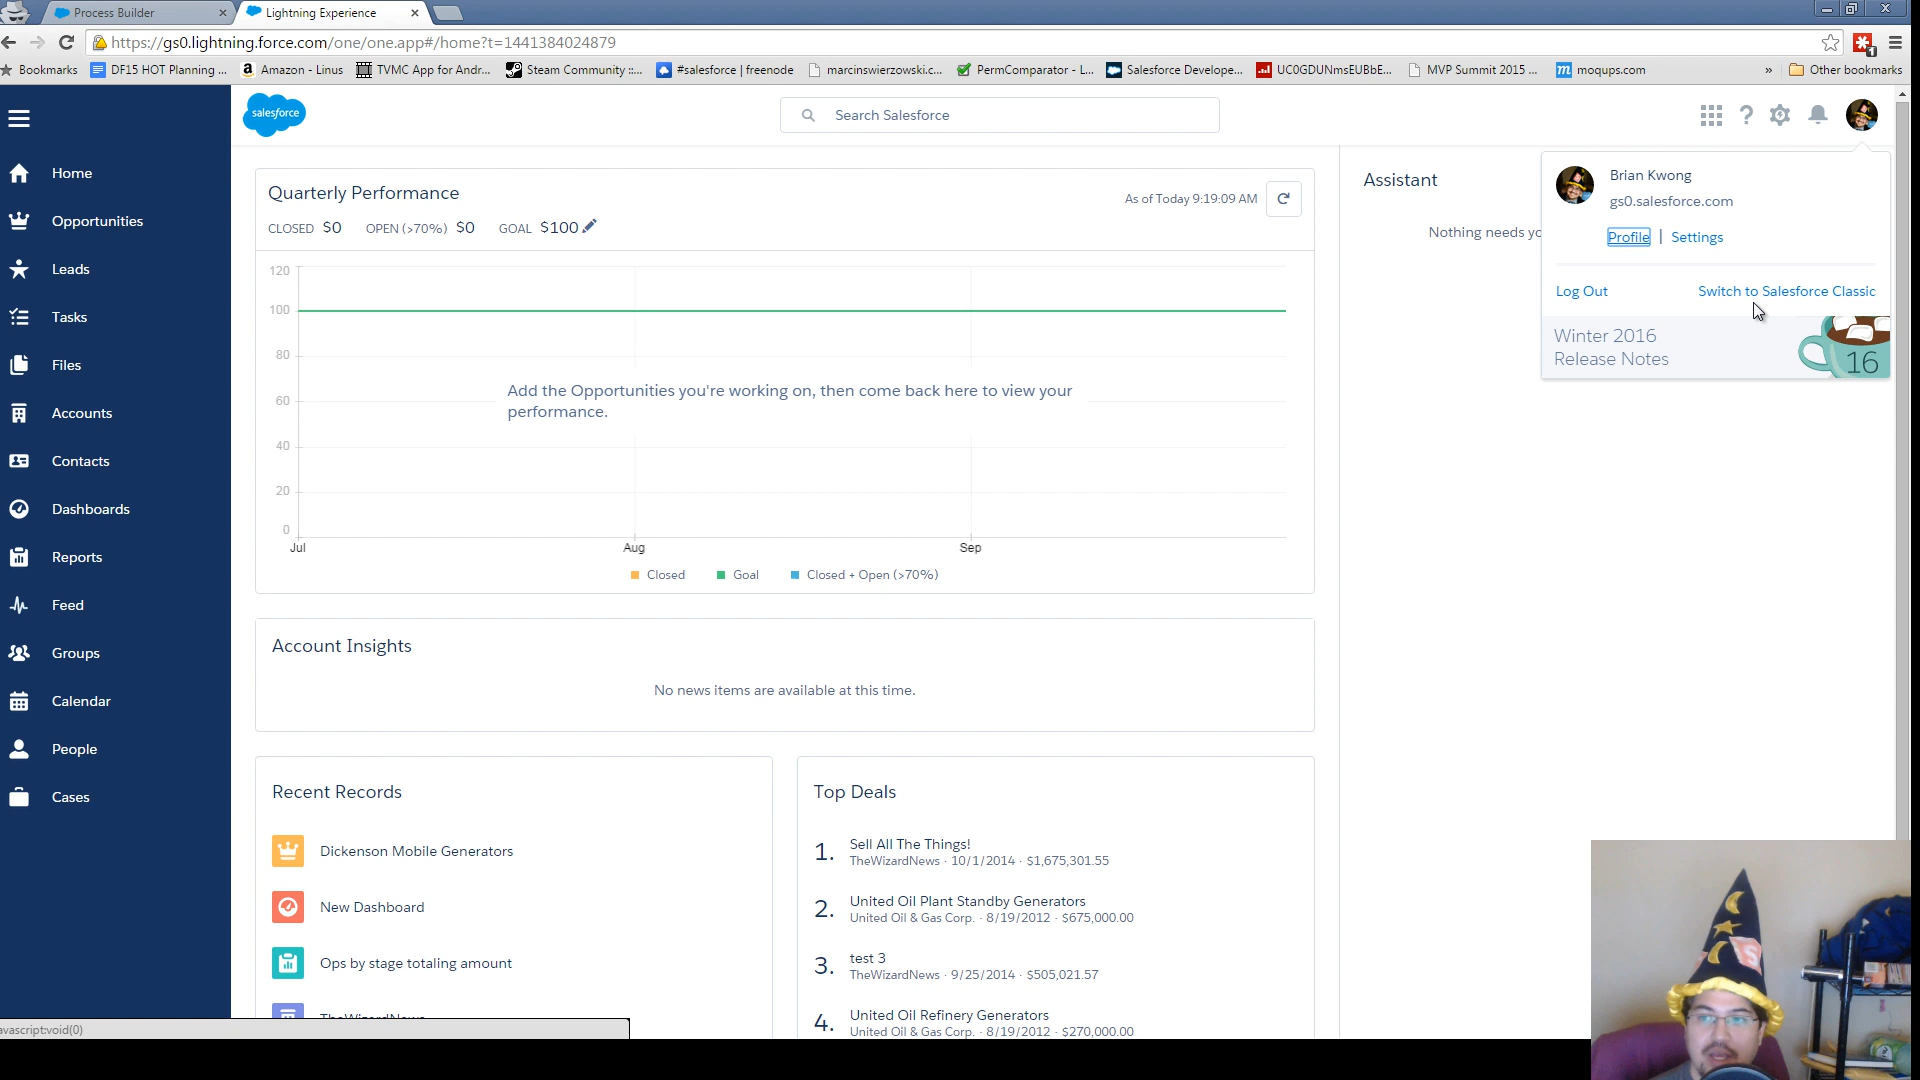 Process Builder
Lightning Experience
https://gs0.lightning.force.com/one/one.app#/home?t=1441384024879
Bookmarks
DF15 HOT Planning ...
Amazon - Linus
TVMC App for Andr...
Steam Community ::...
#salesforce | freenode
marcinswierzowski.c...
PermComparator - L...
Salesforce Develope...
UC0GDUNmsEUBbE...
MVP Summit 2015 ...
moqups.com
»
Other bookmarks
salesforce
Search Salesforce
Home
Opportunities
Leads
Tasks
Files
Accounts
Contacts
Dashboards
Reports
Feed
Groups
Calendar
People
Cases
Quarterly Performance
As of Today 9:19:09 AM
CLOSED $0 OPEN (>70%) $0 GOAL $100
120
100
80
60
40
20
0
Add the Opportunities you're working on, then come back here to view your
performance.
Jul Aug Sep
Closed Goal Closed + Open (>70%)
Account Insights
No news items are available at this time.
Recent Records
Dickenson Mobile Generators
New Dashboard
Ops by stage totaling amount
TheWizardNews
Top Deals
1. Sell All The Things!
TheWizardNews · 10/1/2014 · $1,675,301.55
2. United Oil Plant Standby Generators
United Oil & Gas Corp. · 8/19/2012 · $675,000.00
3. test 3
TheWizardNews · 9/25/2014 · $505,021.57
4. United Oil Refinery Generators
United Oil & Gas Corp. · 8/19/2012 · $270,000.00
Assistant
Nothing needs yo
Brian Kwong
gs0.salesforce.com
Profile | Settings
Log Out
Switch to Salesforce Classic
Winter 2016
Release Notes
16
avascript:void(0)